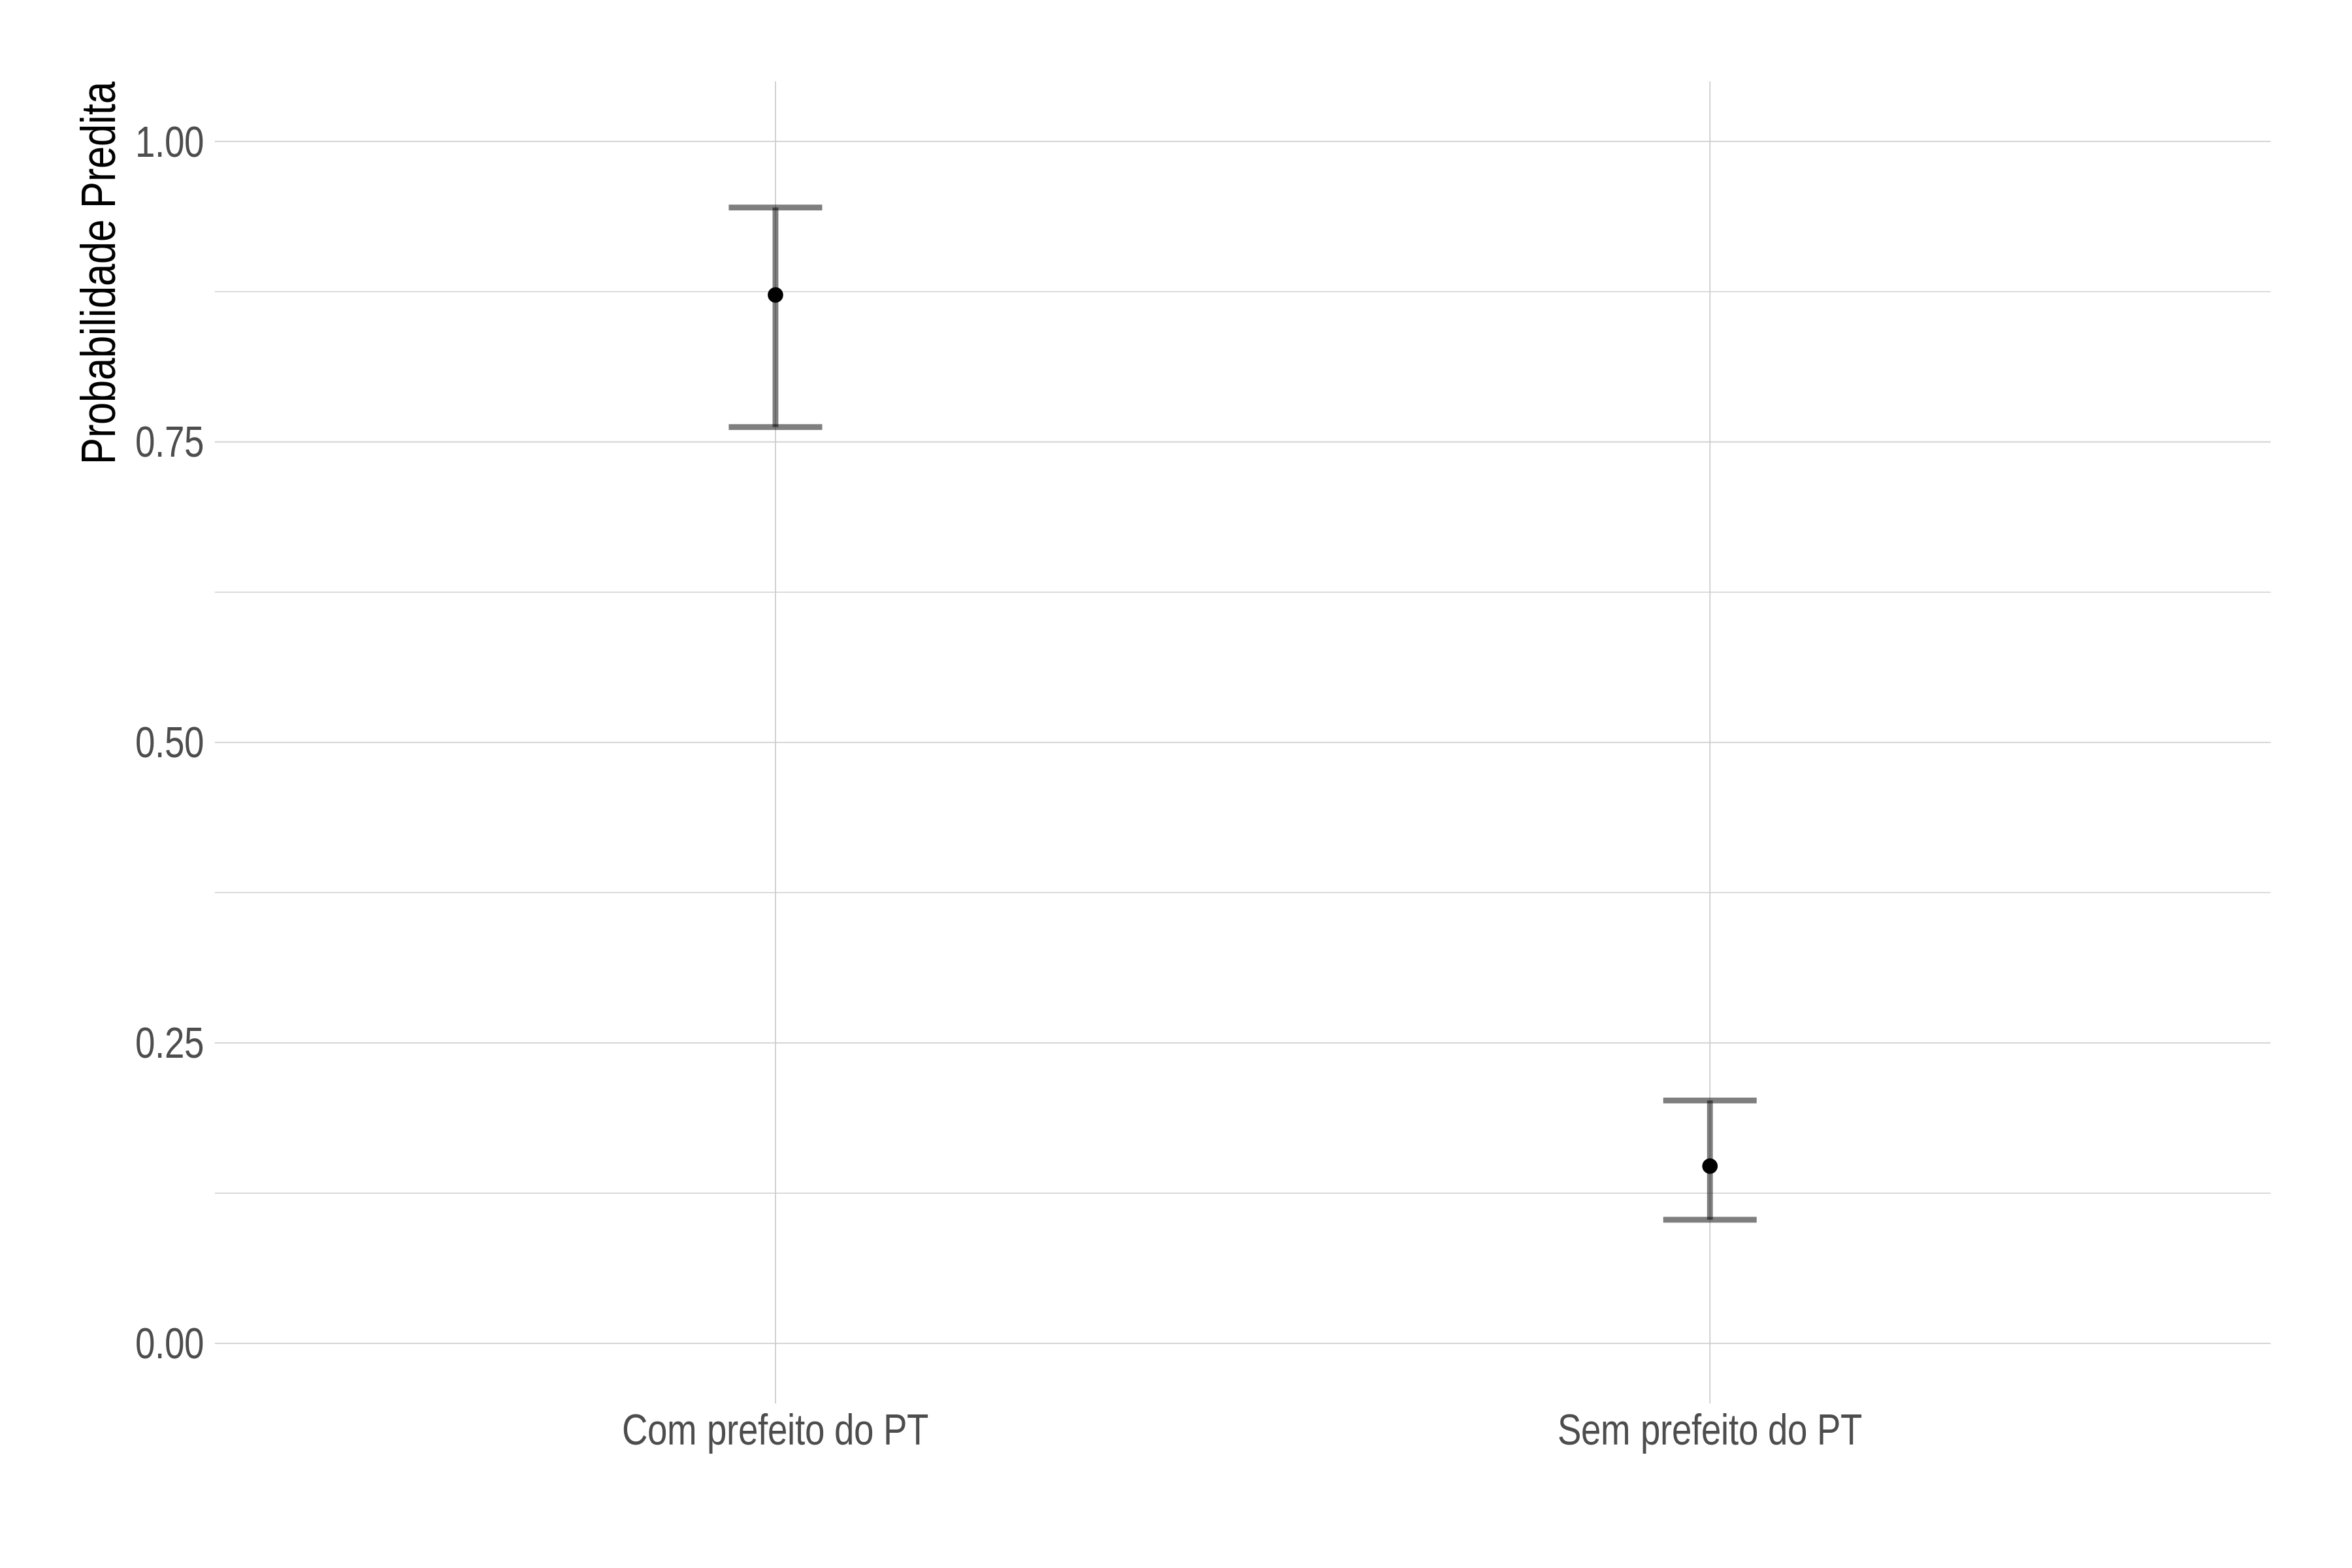 Probabilidade Predita
1.00
0.75
0.50
0.25
0.00
Com prefeito do PT
Sem prefeito do PT